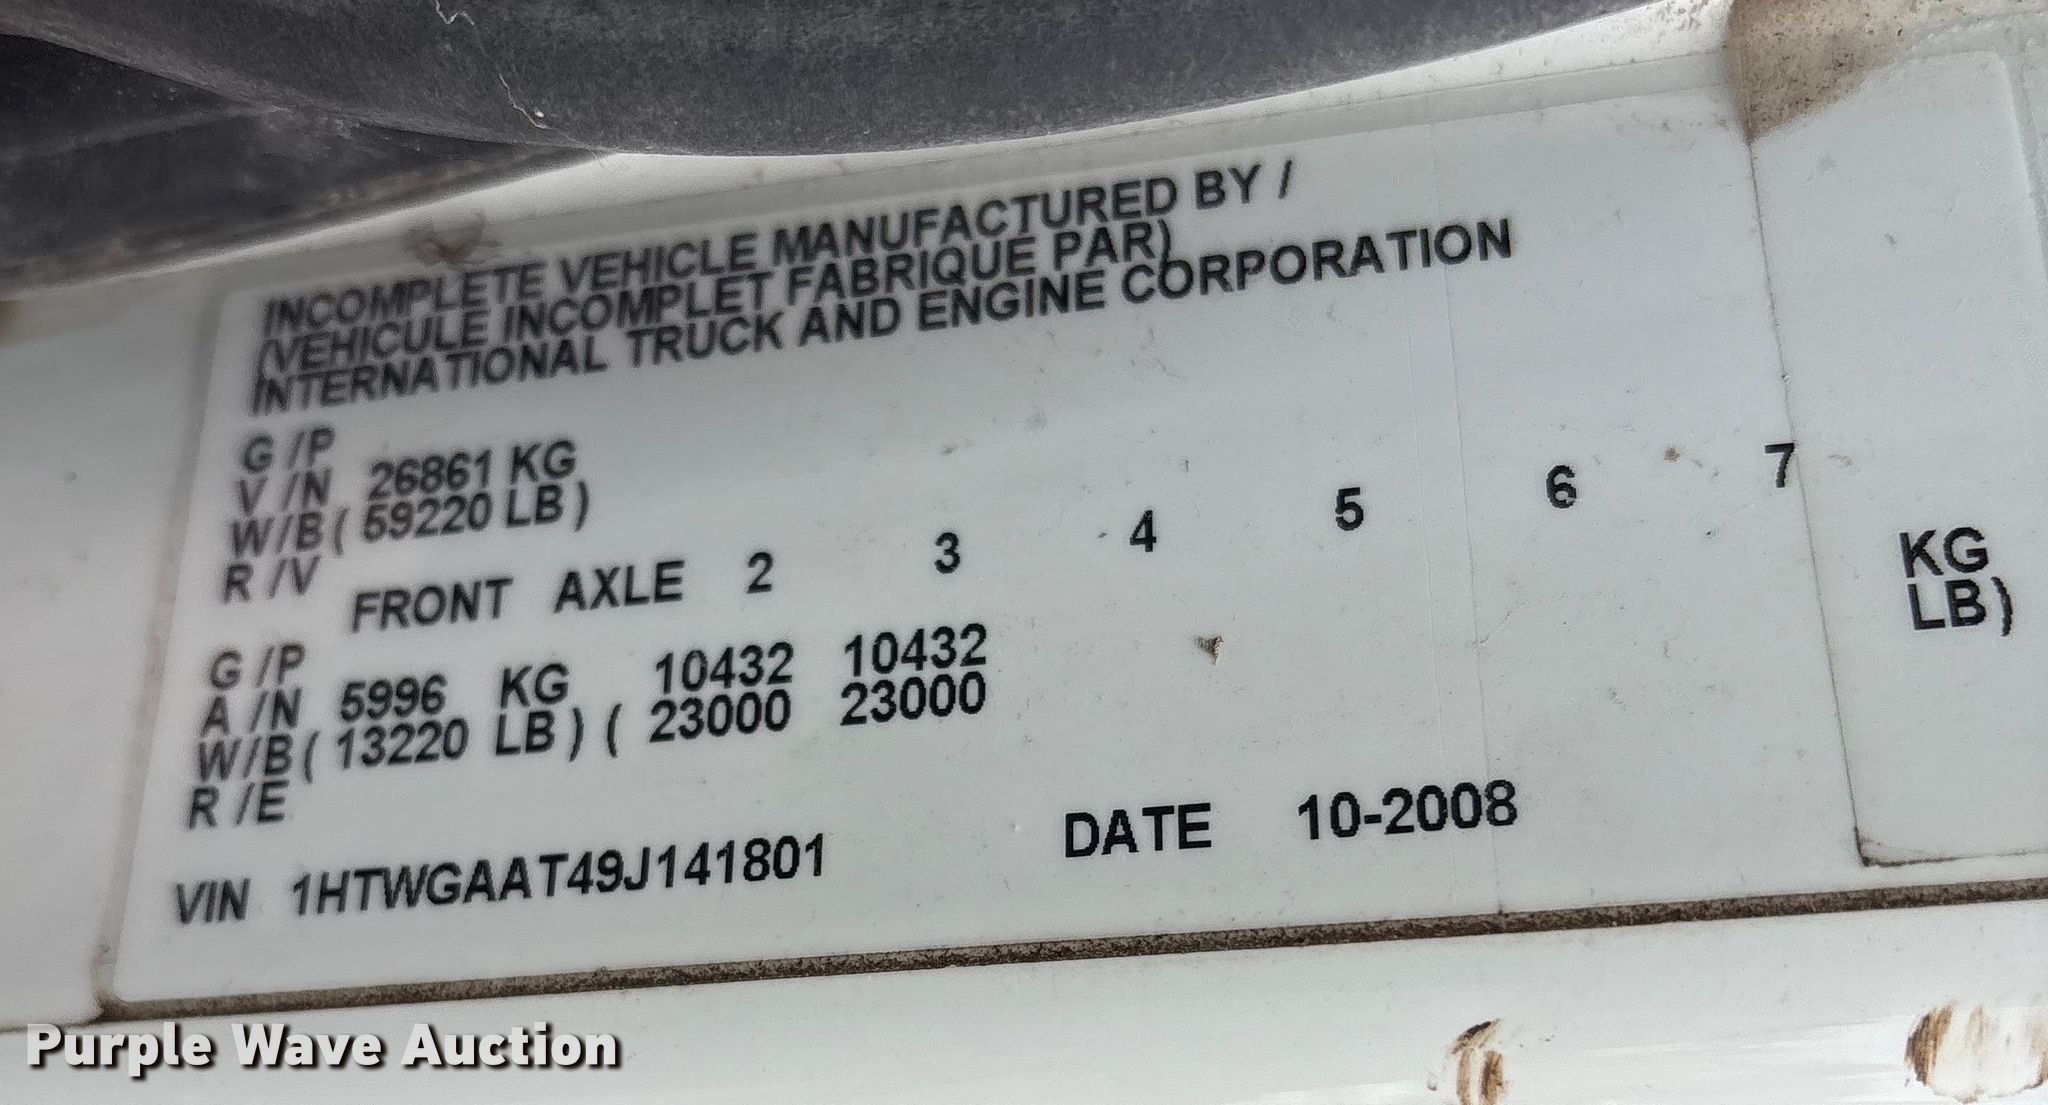 INCOMPLETE VEHICLE MANUFACTURED BY /
(VEHICULE INCOMPLET FABRIQUE PAR)
INTERNATIONAL TRUCK AND ENGINE CORPORATION
G /P
V /N 26861 KG
W/B( 59220 LB )
R /V
FRONT AXLE 2 3 4 5 6 7
G /P
A /N 5996 KG 10432 10432 KG
W/B( 13220 LB ) ( 23000 23000 LB)
R /E
VIN 1HTWGAAT49J141801 DATE 10-2008
Purple Wave Auction